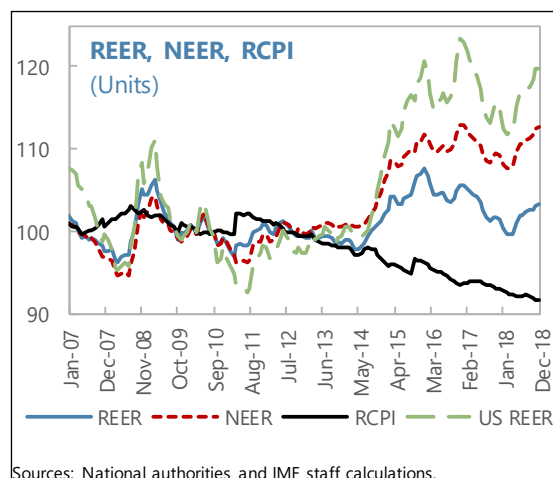 REER, NEER, RCPI
(Units)
120
110
100
90
Jan-07
Dec-07
Nov-08
Oct-09
Sep-10
Aug-11
Jul-12
Jun-13
May-14
Apr-15
Mar-16
Feb-17
Jan-18
Dec-18
REER NEER RCPI US REER
Sources: National authorities and IMF staff calculations.